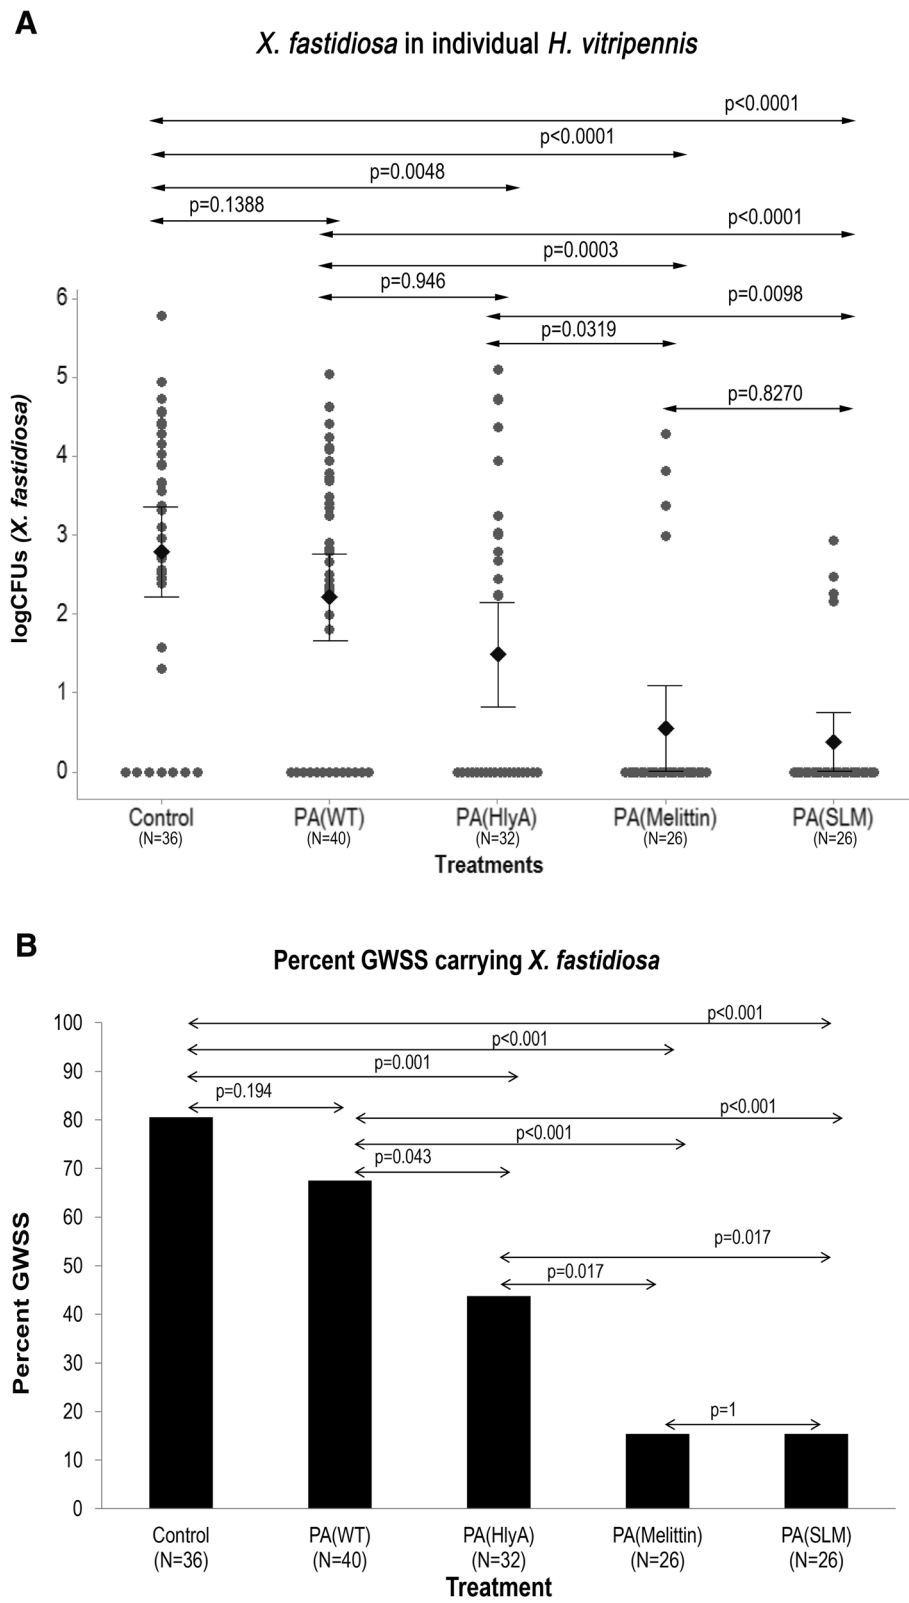 A
X. fastidiosa in individual H. vitripennis
p<0.0001
p<0.0001
p=0.0048
p=0.1388
p<0.0001
p=0.0003
p=0.946
p=0.0098
p=0.0319
p=0.8270
logCFUs (X. fastidiosa)
6
5
4
3
2
1
0
Control PA(WT) PA(HlyA) PA(Melittin) PA(SLM)
(N=36) (N=40) (N=32) (N=26) (N=26)
Treatments
B
Percent GWSS carrying X. fastidiosa
p<0.001
p<0.001
p=0.001
p=0.194
p<0.001
p<0.001
p=0.043
p=0.017
p=0.017
p=1
Percent GWSS
100
90
80
70
60
50
40
30
20
10
0
Control PA(WT) PA(HlyA) PA(Melittin) PA(SLM)
(N=36) (N=40) (N=32) (N=26) (N=26)
Treatment